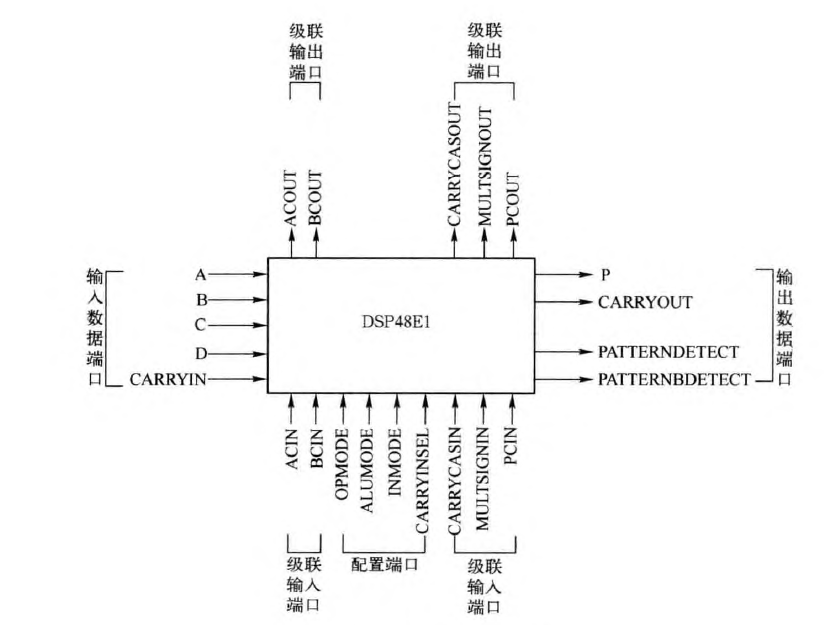 级联
输出
端口
级联
输出
端口
ACOUT
BCOUT
CARRYCASOUT
MULTSIGNOUT
PCOUT
输入数据端口
A
B
C
D
CARRYIN
DSP48E1
P
CARRYOUT
PATTERNDETECT
PATTERNBDETECT
输出数据端口
ACIN
BCIN
OPMODE
ALUMODE
INMODE
CARRYINSEL
CARRYCASIN
MULTSIGNIN
PCIN
级联
输入
端口
配置端口
级联
输入
端口